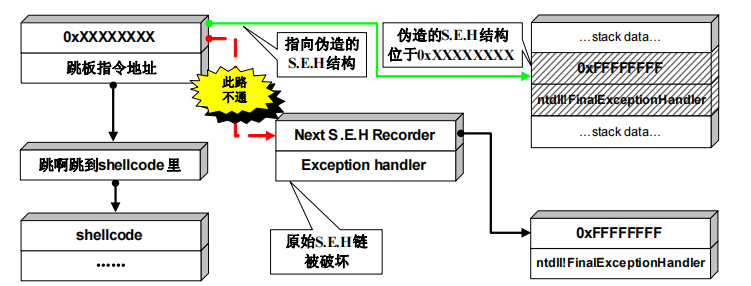 0xXXXXXXXX
跳板指令地址
跳啊跳到shellcode 里
shellcode
……
指向伪造的
S.E.H结构
此路
不通
Next S.E.H Recorder
Exception handler
原始S.E.H链
被破坏
伪造的S.E.H结构
位于0xXXXXXXXX
…stack data…
0xFFFFFFFF
ntdll!FinalExceptionHandler
…stack data…
0xFFFFFFFF
ntdll!FinalExceptionHandler